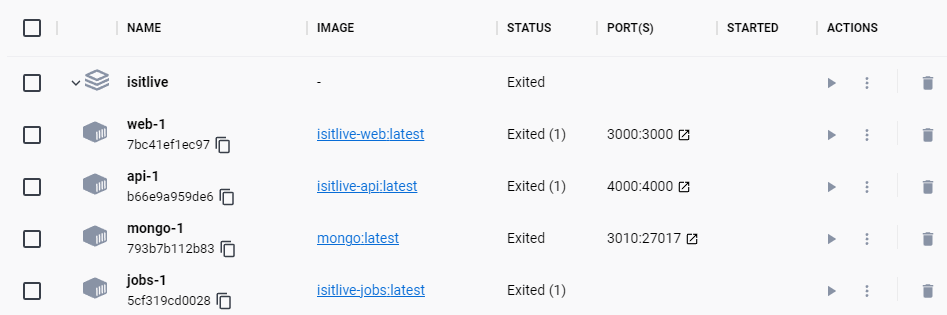 NAME IMAGE STATUS PORT(S) STARTED ACTIONS
isitlive - Exited
web-1
7bc41ef1ec97 isitlive-web:latest Exited (1) 3000:3000
api-1
b66e9a959de6 isitlive-api:latest Exited (1) 4000:4000
mongo-1
793b7b112b83 mongo:latest Exited 3010:27017
jobs-1
5cf319cd0028 isitlive-jobs:latest Exited (1)